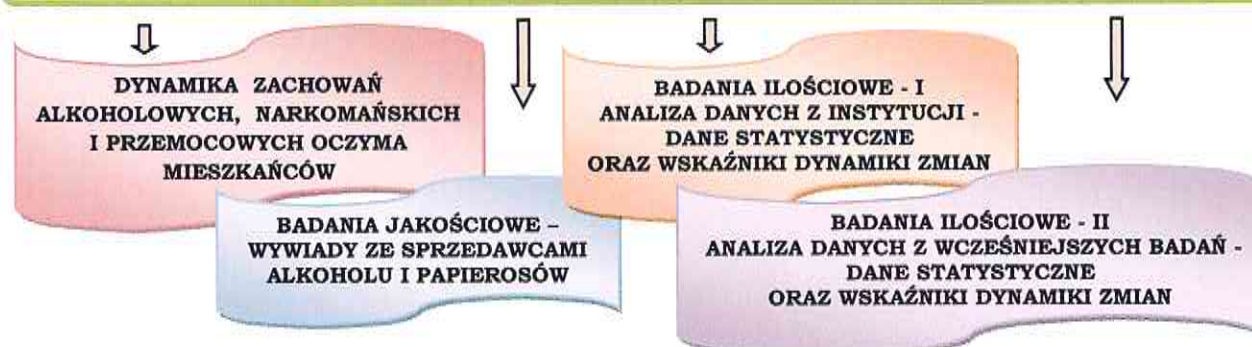 DYNAMIKA ZACHOWAŃ
ALKOHOLOWYCH, NARKOMAŃSKICH
I PRZEMOCOWYCH OCZYMA
MIESZKAŃCÓW
BADANIA JAKOŚCIOWE –
WYWIADY ZE SPRZEDAWCAMI
ALKOHOLU I PAPIEROSÓW
BADANIA ILOŚCIOWE - I
ANALIZA DANYCH Z INSTYTUCJI -
DANE STATYSTYCZNE
ORAZ WSKAŹNIKI DYNAMIKI ZMIAN
BADANIA ILOŚCIOWE - II
ANALIZA DANYCH Z WCZEŚNIEJSZYCH BADAŃ -
DANE STATYSTYCZNE
ORAZ WSKAŹNIKI DYNAMIKI ZMIAN